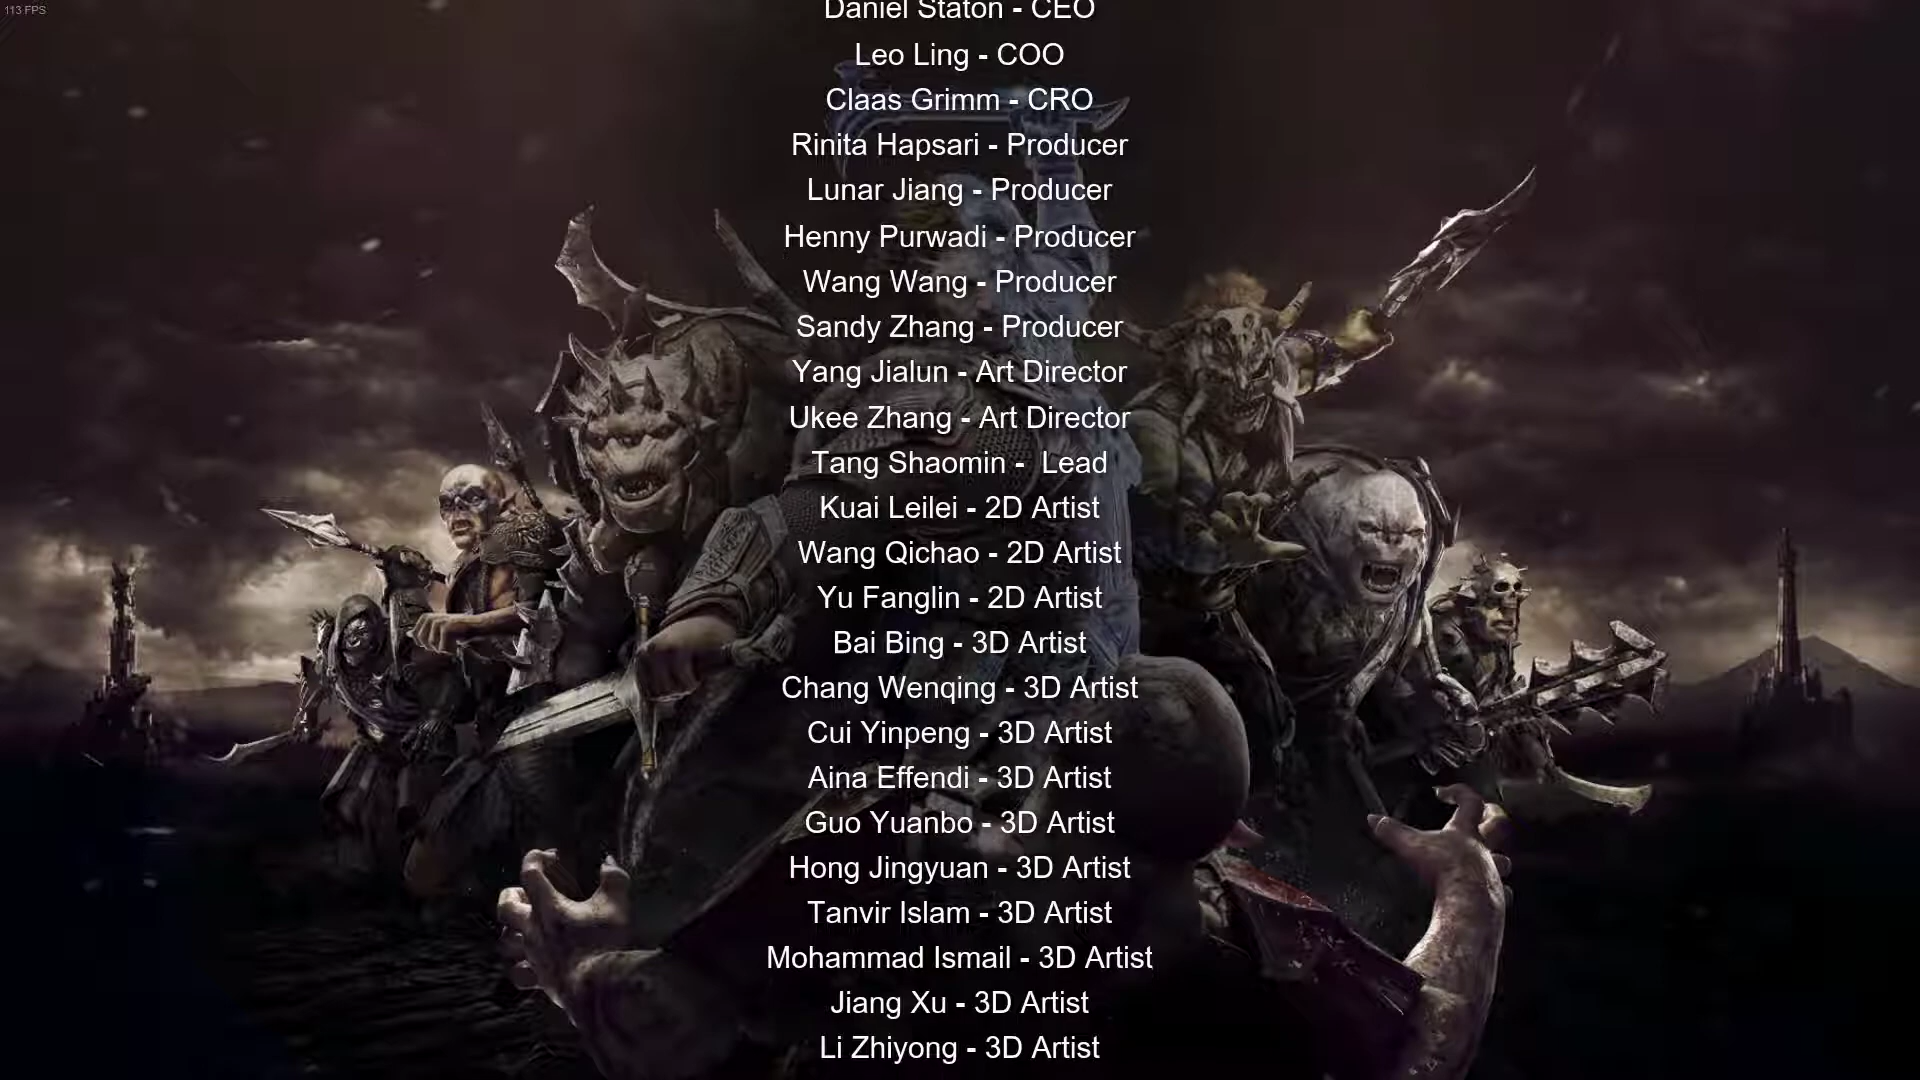 113 FPS
Daniel Staton - CEO
Leo Ling - COO
Claas Grimm - CRO
Rinita Hapsari - Producer
Lunar Jiang - Producer
Henny Purwadi - Producer
Wang Wang - Producer
Sandy Zhang - Producer
Yang Jialun - Art Director
Ukee Zhang - Art Director
Tang Shaomin -  Lead
Kuai Leilei - 2D Artist
Wang Qichao - 2D Artist
Yu Fanglin - 2D Artist
Bai Bing - 3D Artist
Chang Wenqing - 3D Artist
Cui Yinpeng - 3D Artist
Aina Effendi - 3D Artist
Guo Yuanbo - 3D Artist
Hong Jingyuan - 3D Artist
Tanvir Islam - 3D Artist
Mohammad Ismail - 3D Artist
Jiang Xu - 3D Artist
Li Zhiyong - 3D Artist